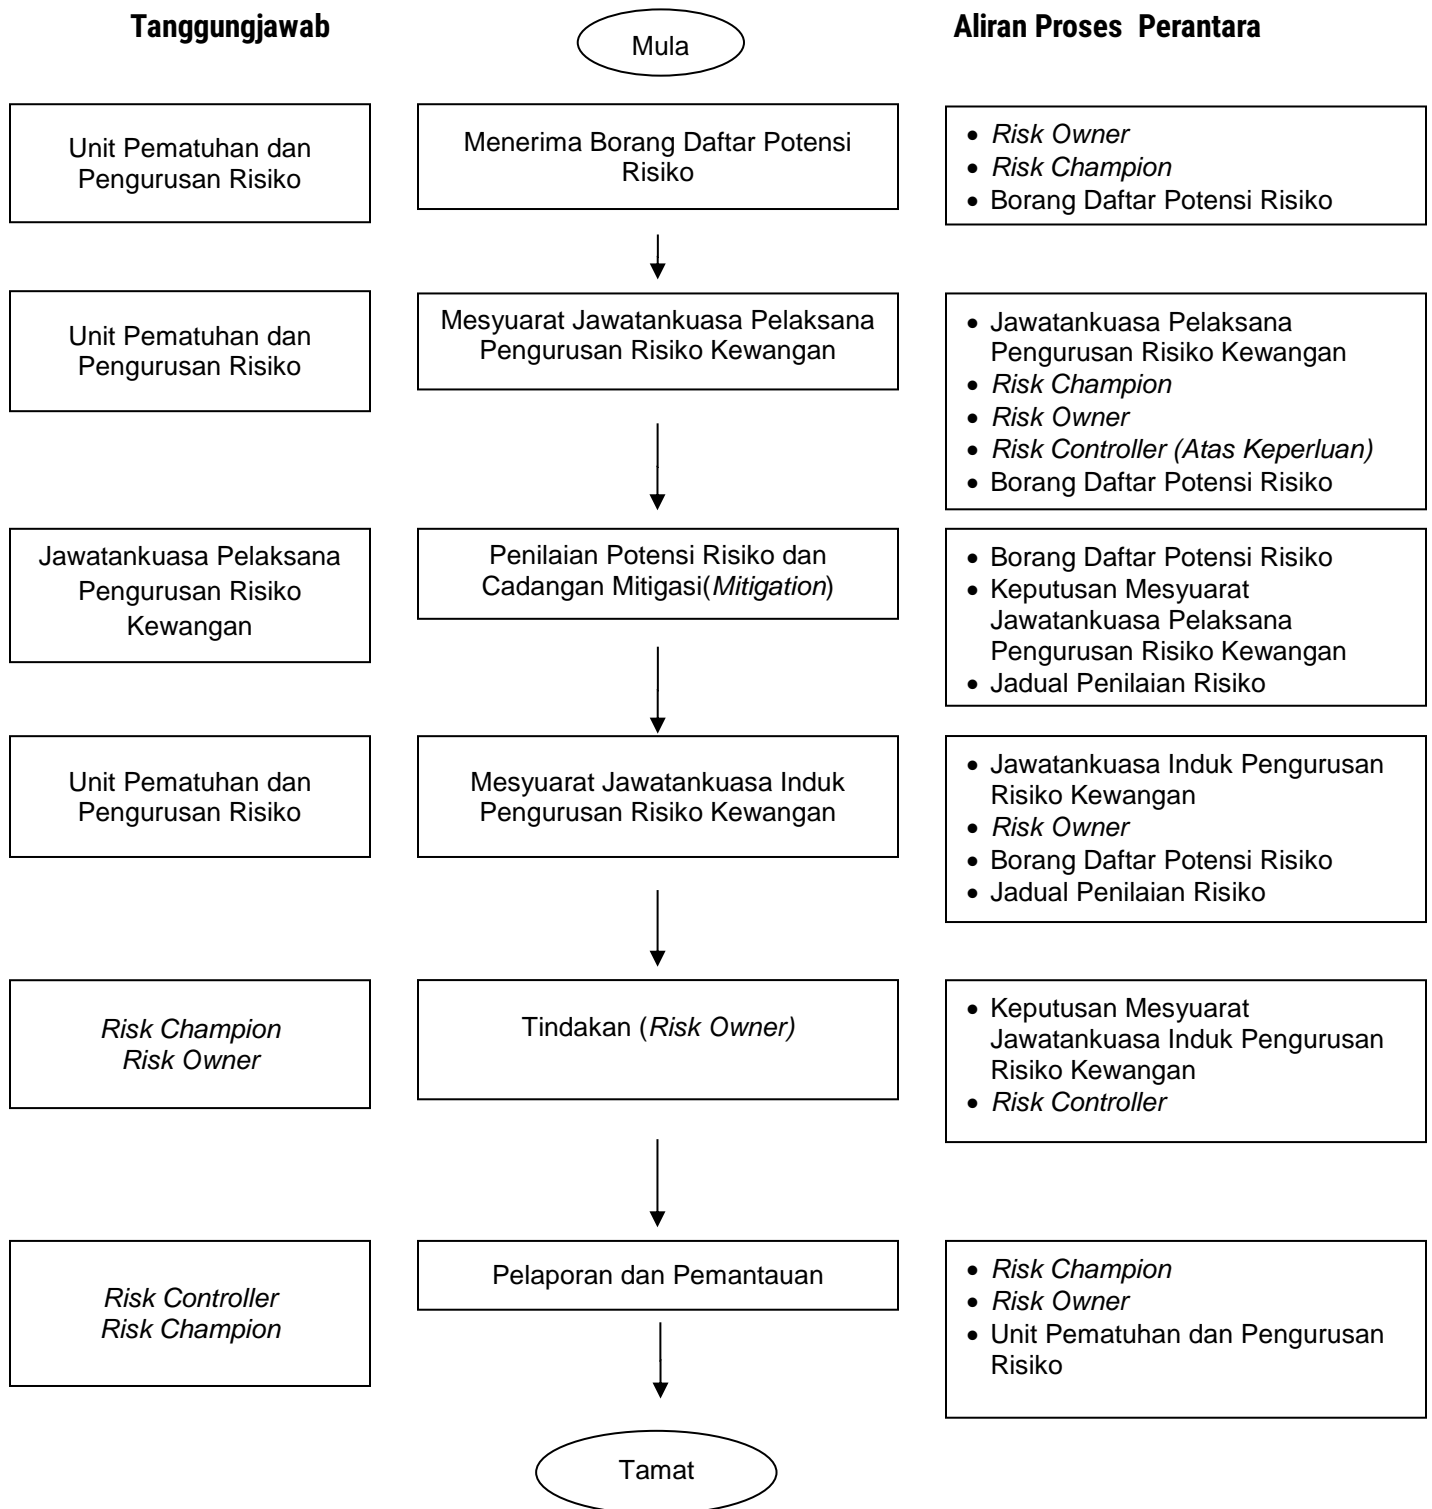 Tanggungjawab
Mula
Aliran Proses  Perantara
Unit Pematuhan dan
Pengurusan Risiko
Menerima Borang Daftar Potensi
Risiko
• Risk Owner
• Risk Champion
• Borang Daftar Potensi Risiko
Unit Pematuhan dan
Pengurusan Risiko
Mesyuarat Jawatankuasa Pelaksana
Pengurusan Risiko Kewangan
• Jawatankuasa Pelaksana
Pengurusan Risiko Kewangan
• Risk Champion
• Risk Owner
• Risk Controller (Atas Keperluan)
• Borang Daftar Potensi Risiko
Jawatankuasa Pelaksana
Pengurusan Risiko
Kewangan
Penilaian Potensi Risiko dan
Cadangan Mitigasi(Mitigation)
• Borang Daftar Potensi Risiko
• Keputusan Mesyuarat
Jawatankuasa Pelaksana
Pengurusan Risiko Kewangan
• Jadual Penilaian Risiko
Unit Pematuhan dan
Pengurusan Risiko
Mesyuarat Jawatankuasa Induk
Pengurusan Risiko Kewangan
• Jawatankuasa Induk Pengurusan
Risiko Kewangan
• Risk Owner
• Borang Daftar Potensi Risiko
• Jadual Penilaian Risiko
Risk Champion
Risk Owner
Tindakan (Risk Owner)
• Keputusan Mesyuarat
Jawatankuasa Induk Pengurusan
Risiko Kewangan
• Risk Controller
Risk Controller
Risk Champion
Pelaporan dan Pemantauan
• Risk Champion
• Risk Owner
• Unit Pematuhan dan Pengurusan
Risiko
Tamat